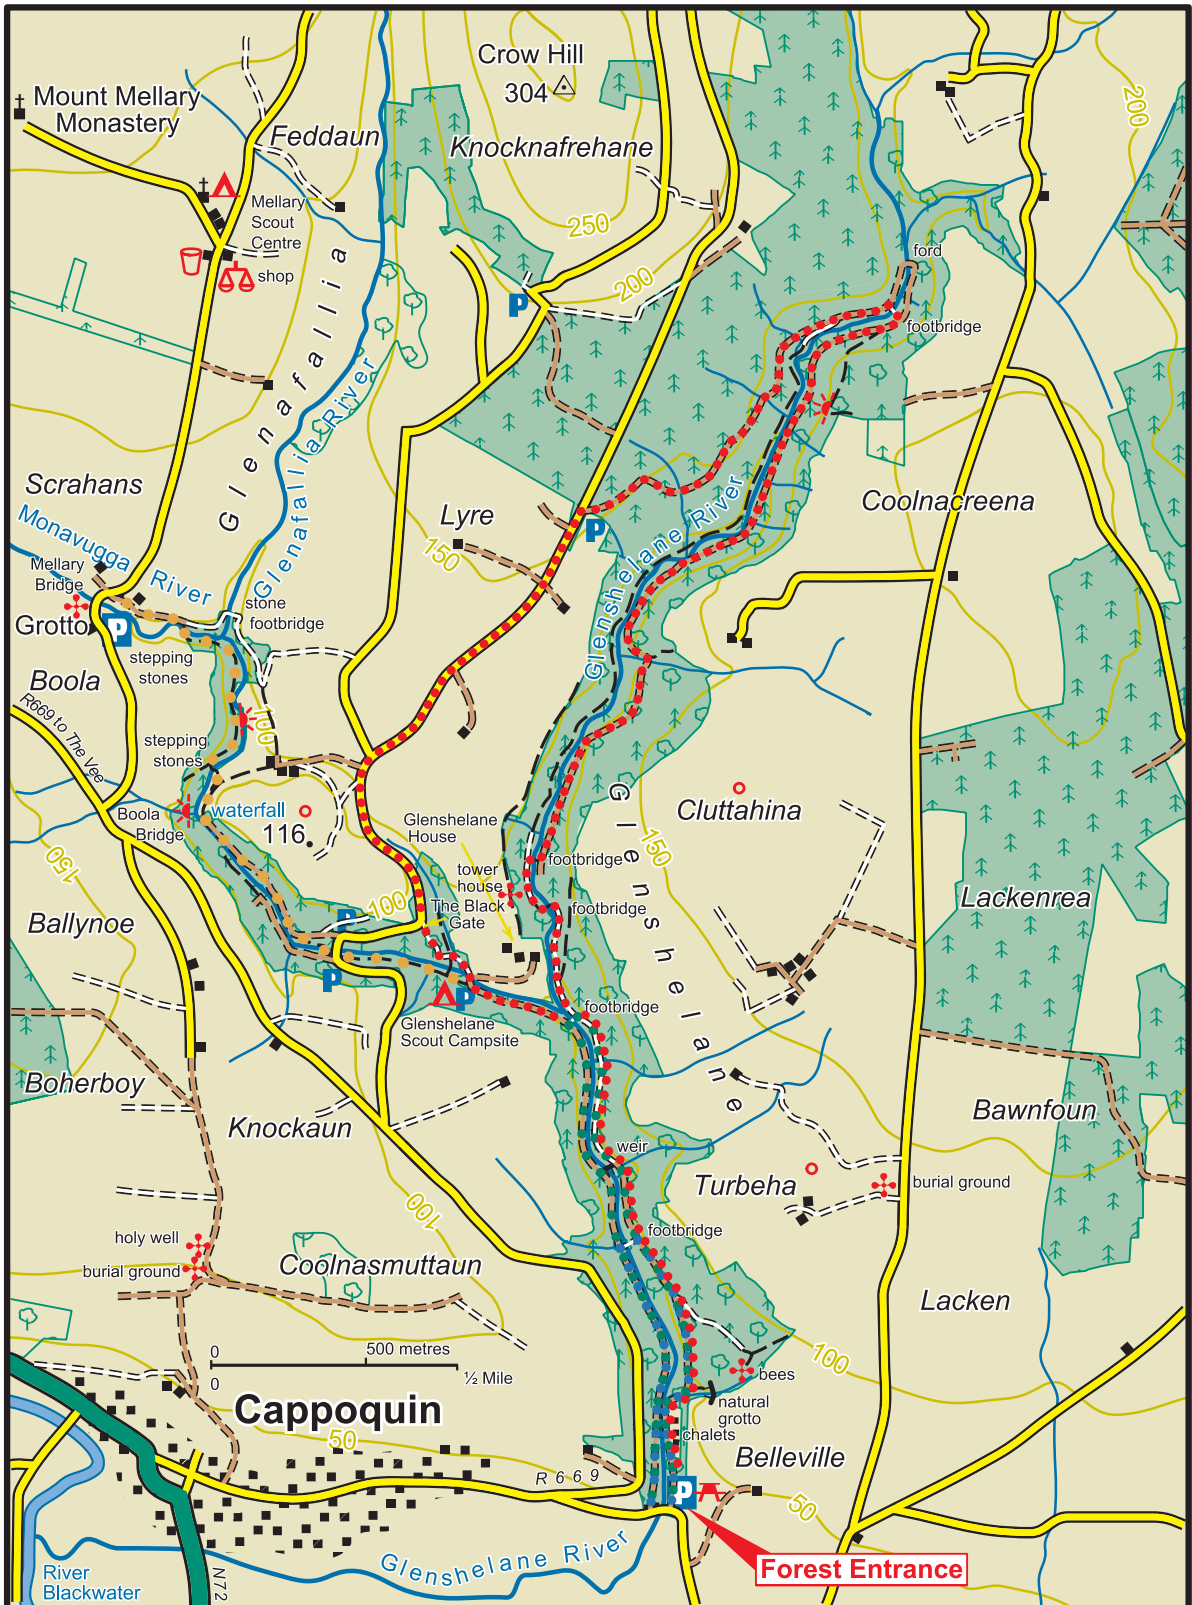 Crow Hill
304
Mount Mellary
Monastery
Feddaun
Knocknafrehane
200
Mellary
Scout
Centre
shop
250
200
ford
footbridge
Glenafallia
Glenafallia River
Scrahans
Monavugga River
Mellary
Bridge
Grotto
P
stone
footbridge
stepping
stones
Boola
R669 to The Vee
100
stepping
stones
Boola
Bridge
waterfall
116
Lyre
150
P
P
Glenshelane River
Coolnacreena
Cluttahina
150
Glenshelane
Glenshelane
House
tower
house
The Black
Gate
footbridge
footbridge
100
P
P
P
Glenshelane
Scout Campsite
footbridge
Lackenrea
150
Ballynoe
Boherboy
Knockaun
100
weir
Bawnfoun
Turbeha
burial ground
footbridge
holy well
burial ground
Coolnasmuttaun
Lacken
0
500 metres
0
½ Mile
100
bees
natural
grotto
chalets
Cappoquin
50
R669
Belleville
P
50
Forest Entrance
Glenshelane River
River
Blackwater
N72